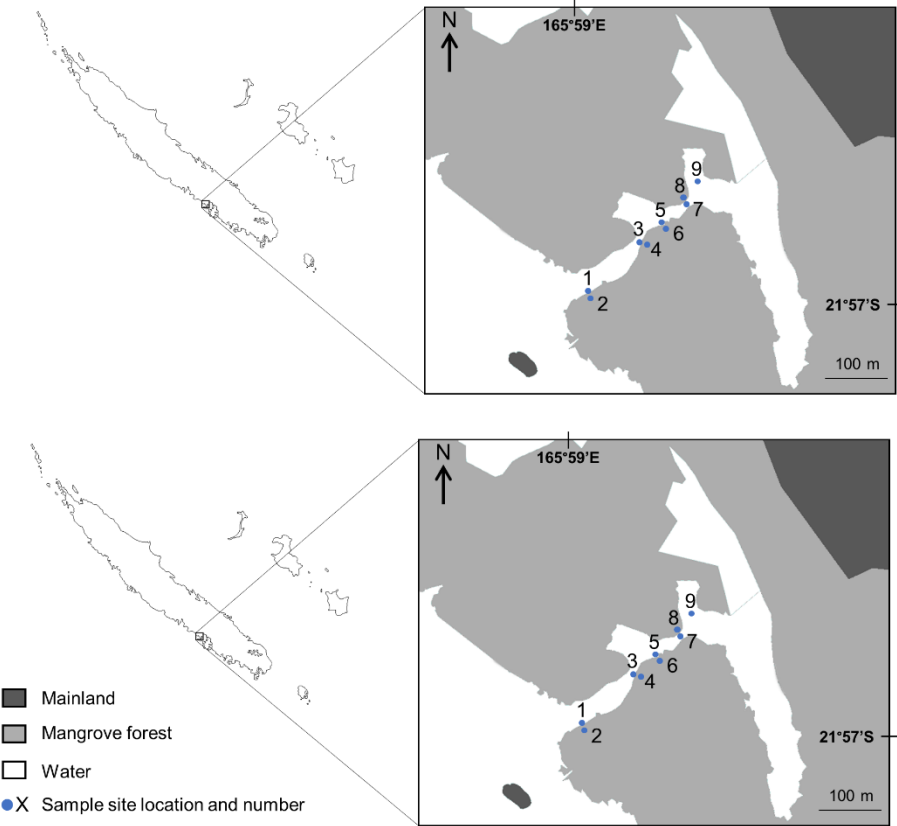 165°59'E
N
9
8
7
5
6
3
4
1
2
21°57'S
100 m
165°59'E
N
9
8
7
5
6
3
4
1
2
21°57'S
100 m
Mainland
Mangrove forest
Water
X Sample site location and number